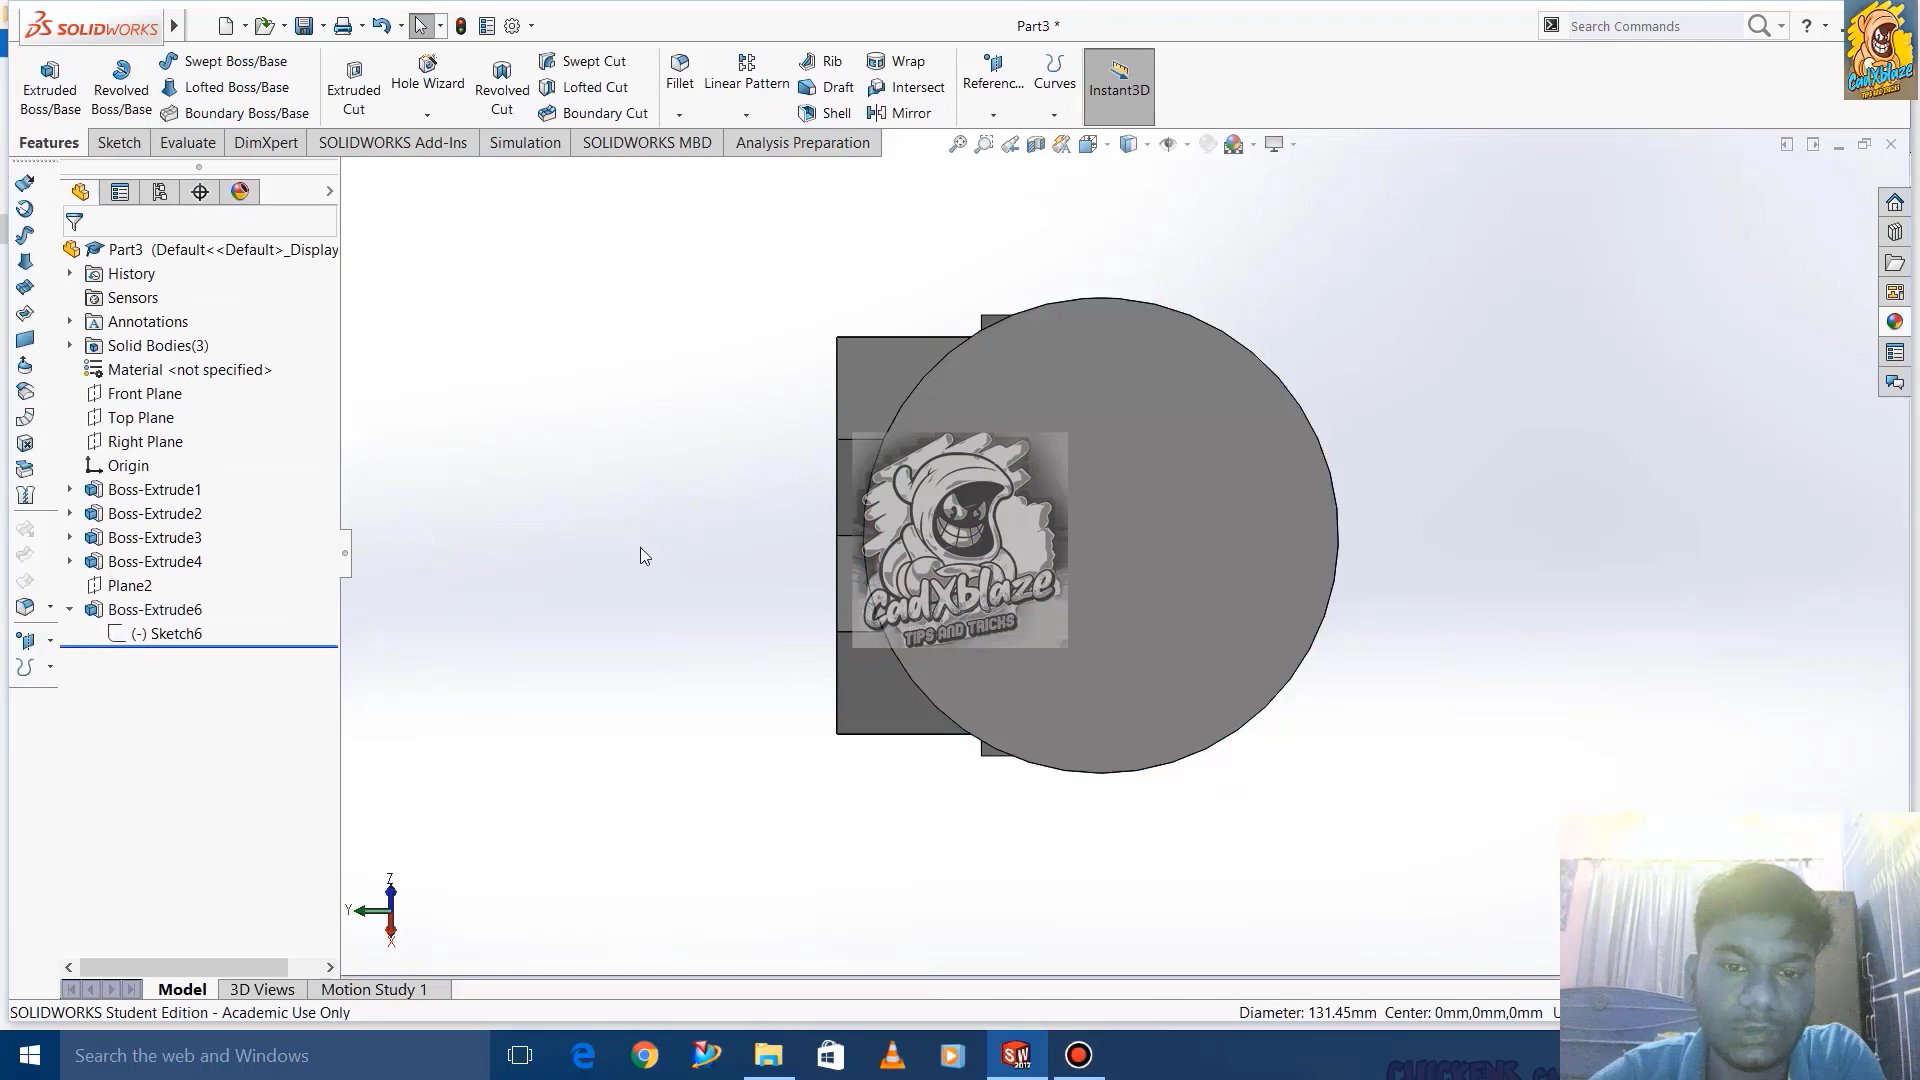 SOLIDWORKS
Part3 *
Search Commands
?
Extruded Boss/Base
Revolved Boss/Base
Swept Boss/Base
Lofted Boss/Base
Boundary Boss/Base
Extruded Cut
Hole Wizard
Revolved Cut
Swept Cut
Lofted Cut
Boundary Cut
Fillet
Linear Pattern
Rib
Draft
Shell
Wrap
Intersect
Mirror
Referenc...
Curves
Instant3D
CadXblaze
TIPS AND TRICKS
Features
Sketch
Evaluate
DimXpert
SOLIDWORKS Add-Ins
Simulation
SOLIDWORKS MBD
Analysis Preparation
Part3 (Default<<Default>_Display
History
Sensors
Annotations
Solid Bodies(3)
Material <not specified>
Front Plane
Top Plane
Right Plane
Origin
Boss-Extrude1
Boss-Extrude2
Boss-Extrude3
Boss-Extrude4
Plane2
Boss-Extrude6
(-) Sketch6
CadXblaze
TIPS AND TRICKS
Z
Y
X
Model
3D Views
Motion Study 1
SOLIDWORKS Student Edition - Academic Use Only
Diameter: 131.45mm Center: 0mm,0mm,0mm
Search the web and Windows
SW
2017